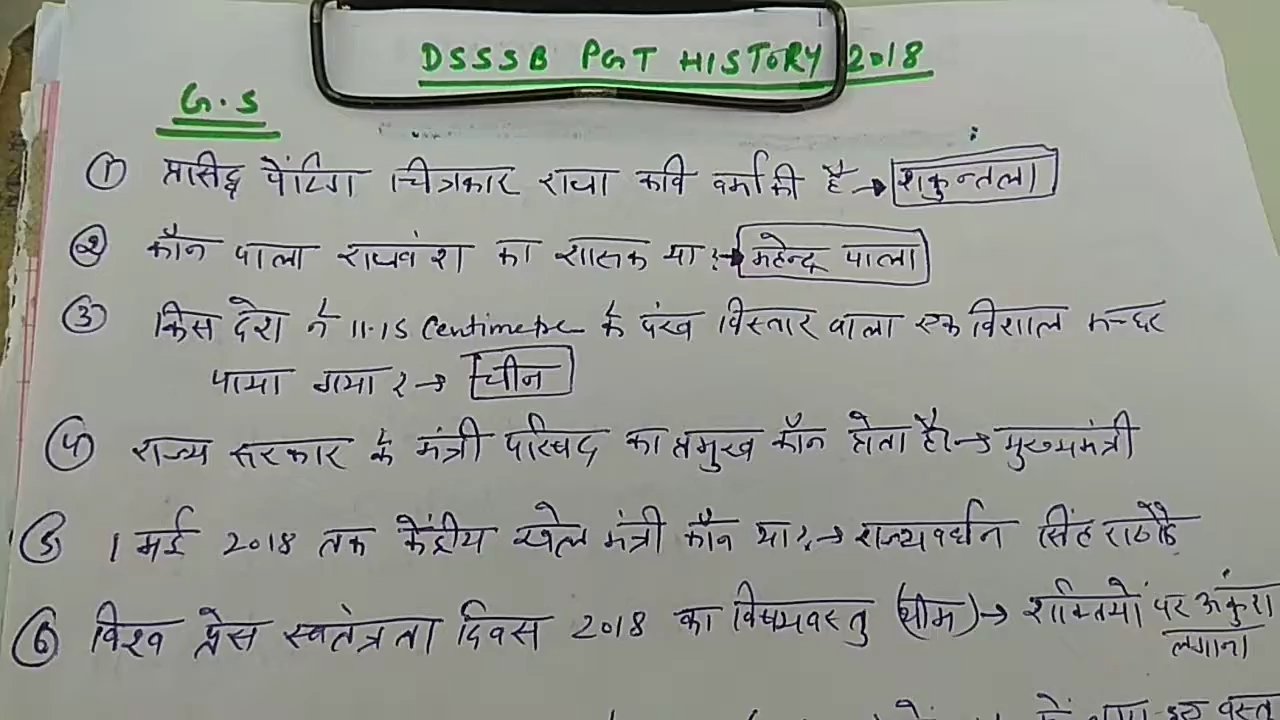 DSSSB PGT HISTORY 2018
G.S
① प्रसिद्ध पेंटिंग चित्रकार राजा कवि वर्मा की है → शकुन्तला
② कौन पाला राजवंश का शासक था? → महेन्द्र पाला
③ किस देश ने 11.15 Centimetre के पंख विस्तार वाला एक विशाल मच्छर
पाया गया? → चीन
④ राज्य सरकार के मंत्री परिषद का प्रमुख कौन होता है। → मुख्यमंत्री
⑤ 1 मई 2018 तक केंद्रीय खेल मंत्री कौन था? → राज्यवर्धन सिंह राठौड़
⑥ विश्व प्रेस स्वतंत्रता दिवस 2018 का विषयवस्तु (थीम) → शक्तियों पर अंकुश
लगाना